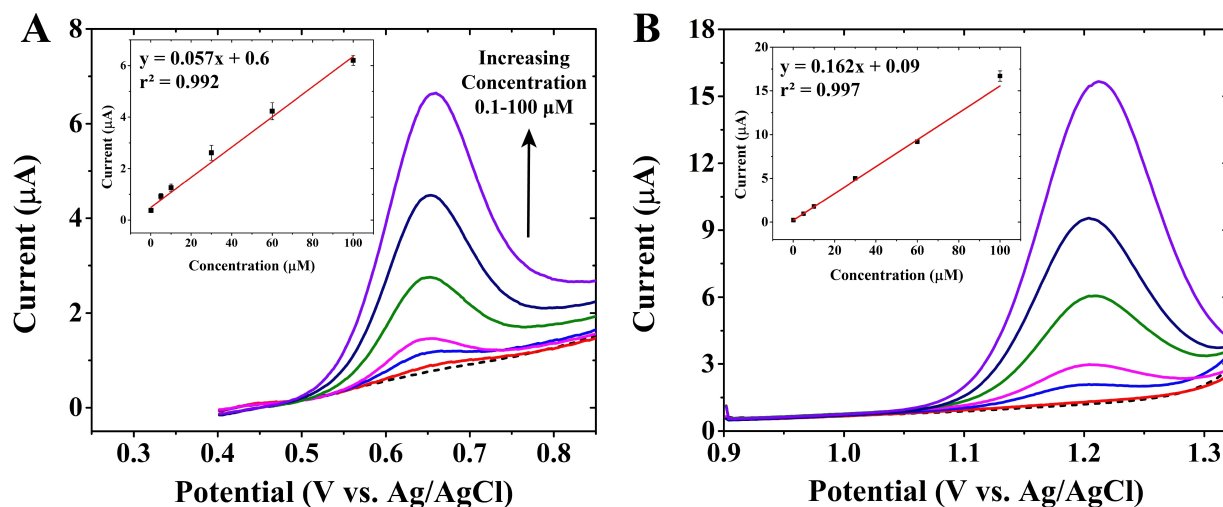 A
8
6
4
2
0
0.3
0.4
0.5
0.6
0.7
0.8
Current (μA)
Potential (V vs. Ag/AgCl)
y = 0.057x + 0.6
r² = 0.992
6
4
2
0
0
20
40
60
80
100
Current (μA)
Concentration (μM)
Increasing
Concentration
0.1-100 μM
B
18
15
12
9
6
3
0
0.9
1.0
1.1
1.2
1.3
Current (μA)
Potential (V vs. Ag/AgCl)
y = 0.162x + 0.09
r² = 0.997
20
15
10
5
0
0
20
40
60
80
100
Current (μA)
Concentration (μM)